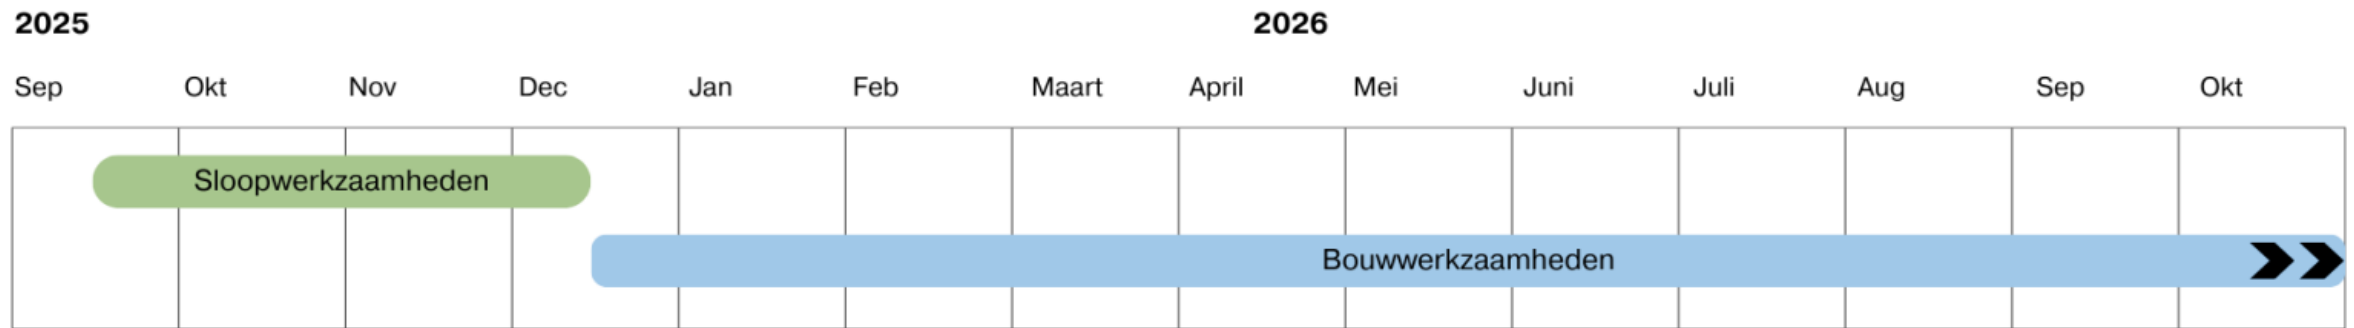 2025 2026
Sep Okt Nov Dec Jan Feb Maart April Mei Juni Juli Aug Sep Okt
Sloopwerkzaamheden
Bouwwerkzaamheden